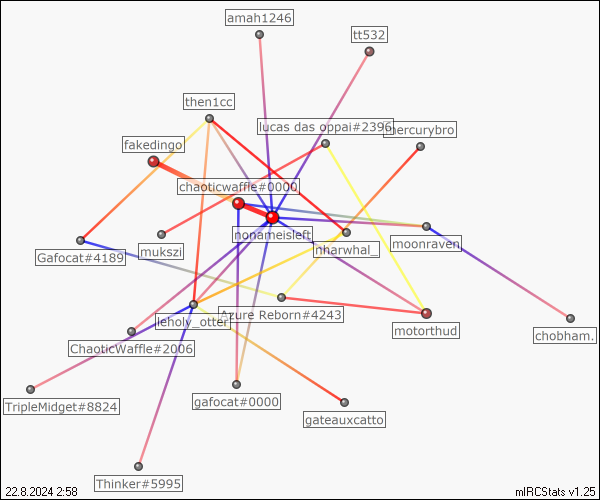 amah1246
tt532
then1cc
lucas das oppai#2396
mercurybro
fakedingo
chaoticwaffle#0000
nonameisleft
nharwhal_
moonraven
Gafocat#4189
mukszi
leholy_otter
Azure Reborn#4243
motorthud
chobham.
ChaoticWaffle#2006
TripleMidget#8824
gafocat#0000
gateauxcatto
Thinker#5995
22.8.2024 2:58
mIRCStats v1.25